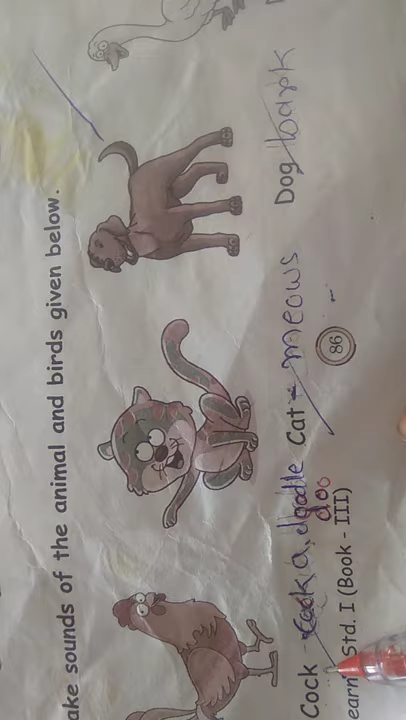 ake sounds of the animal and birds given below.
Cock - cock a doodle Cat - meows Dog bark
doo
earn Std. I (Book - III)
86